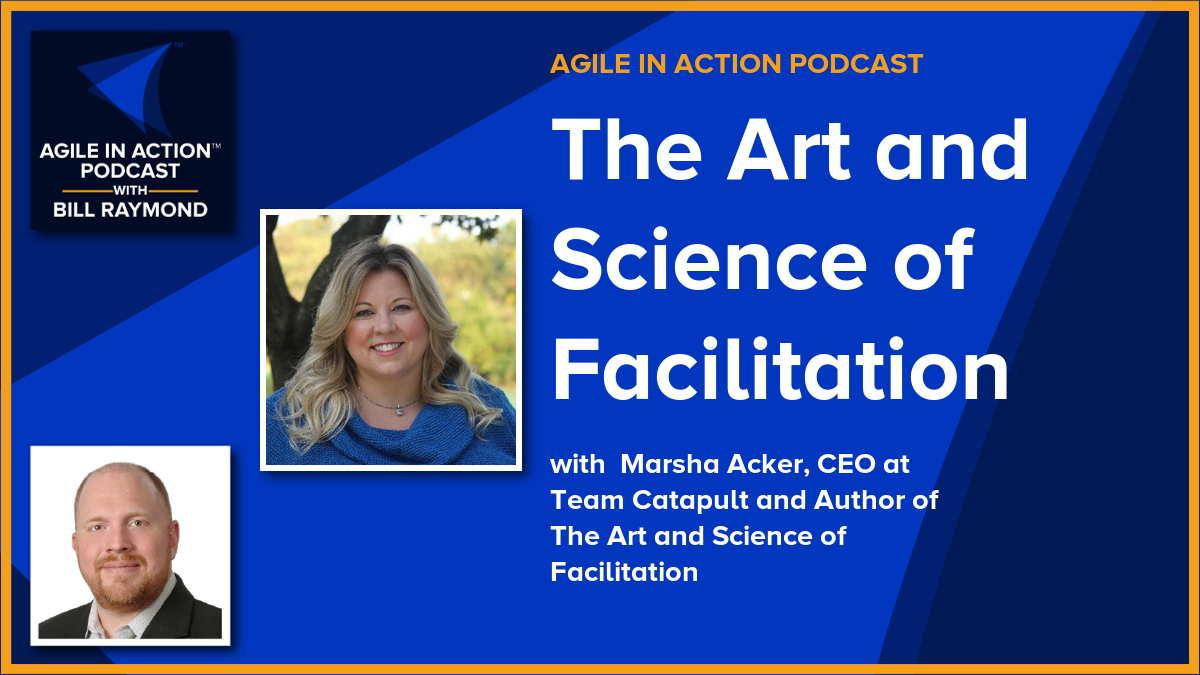 AGILE IN ACTION™
PODCAST
WITH
BILL RAYMOND
AGILE IN ACTION PODCAST
The Art and
Science of
Facilitation
with Marsha Acker, CEO at
Team Catapult and Author of
The Art and Science of
Facilitation